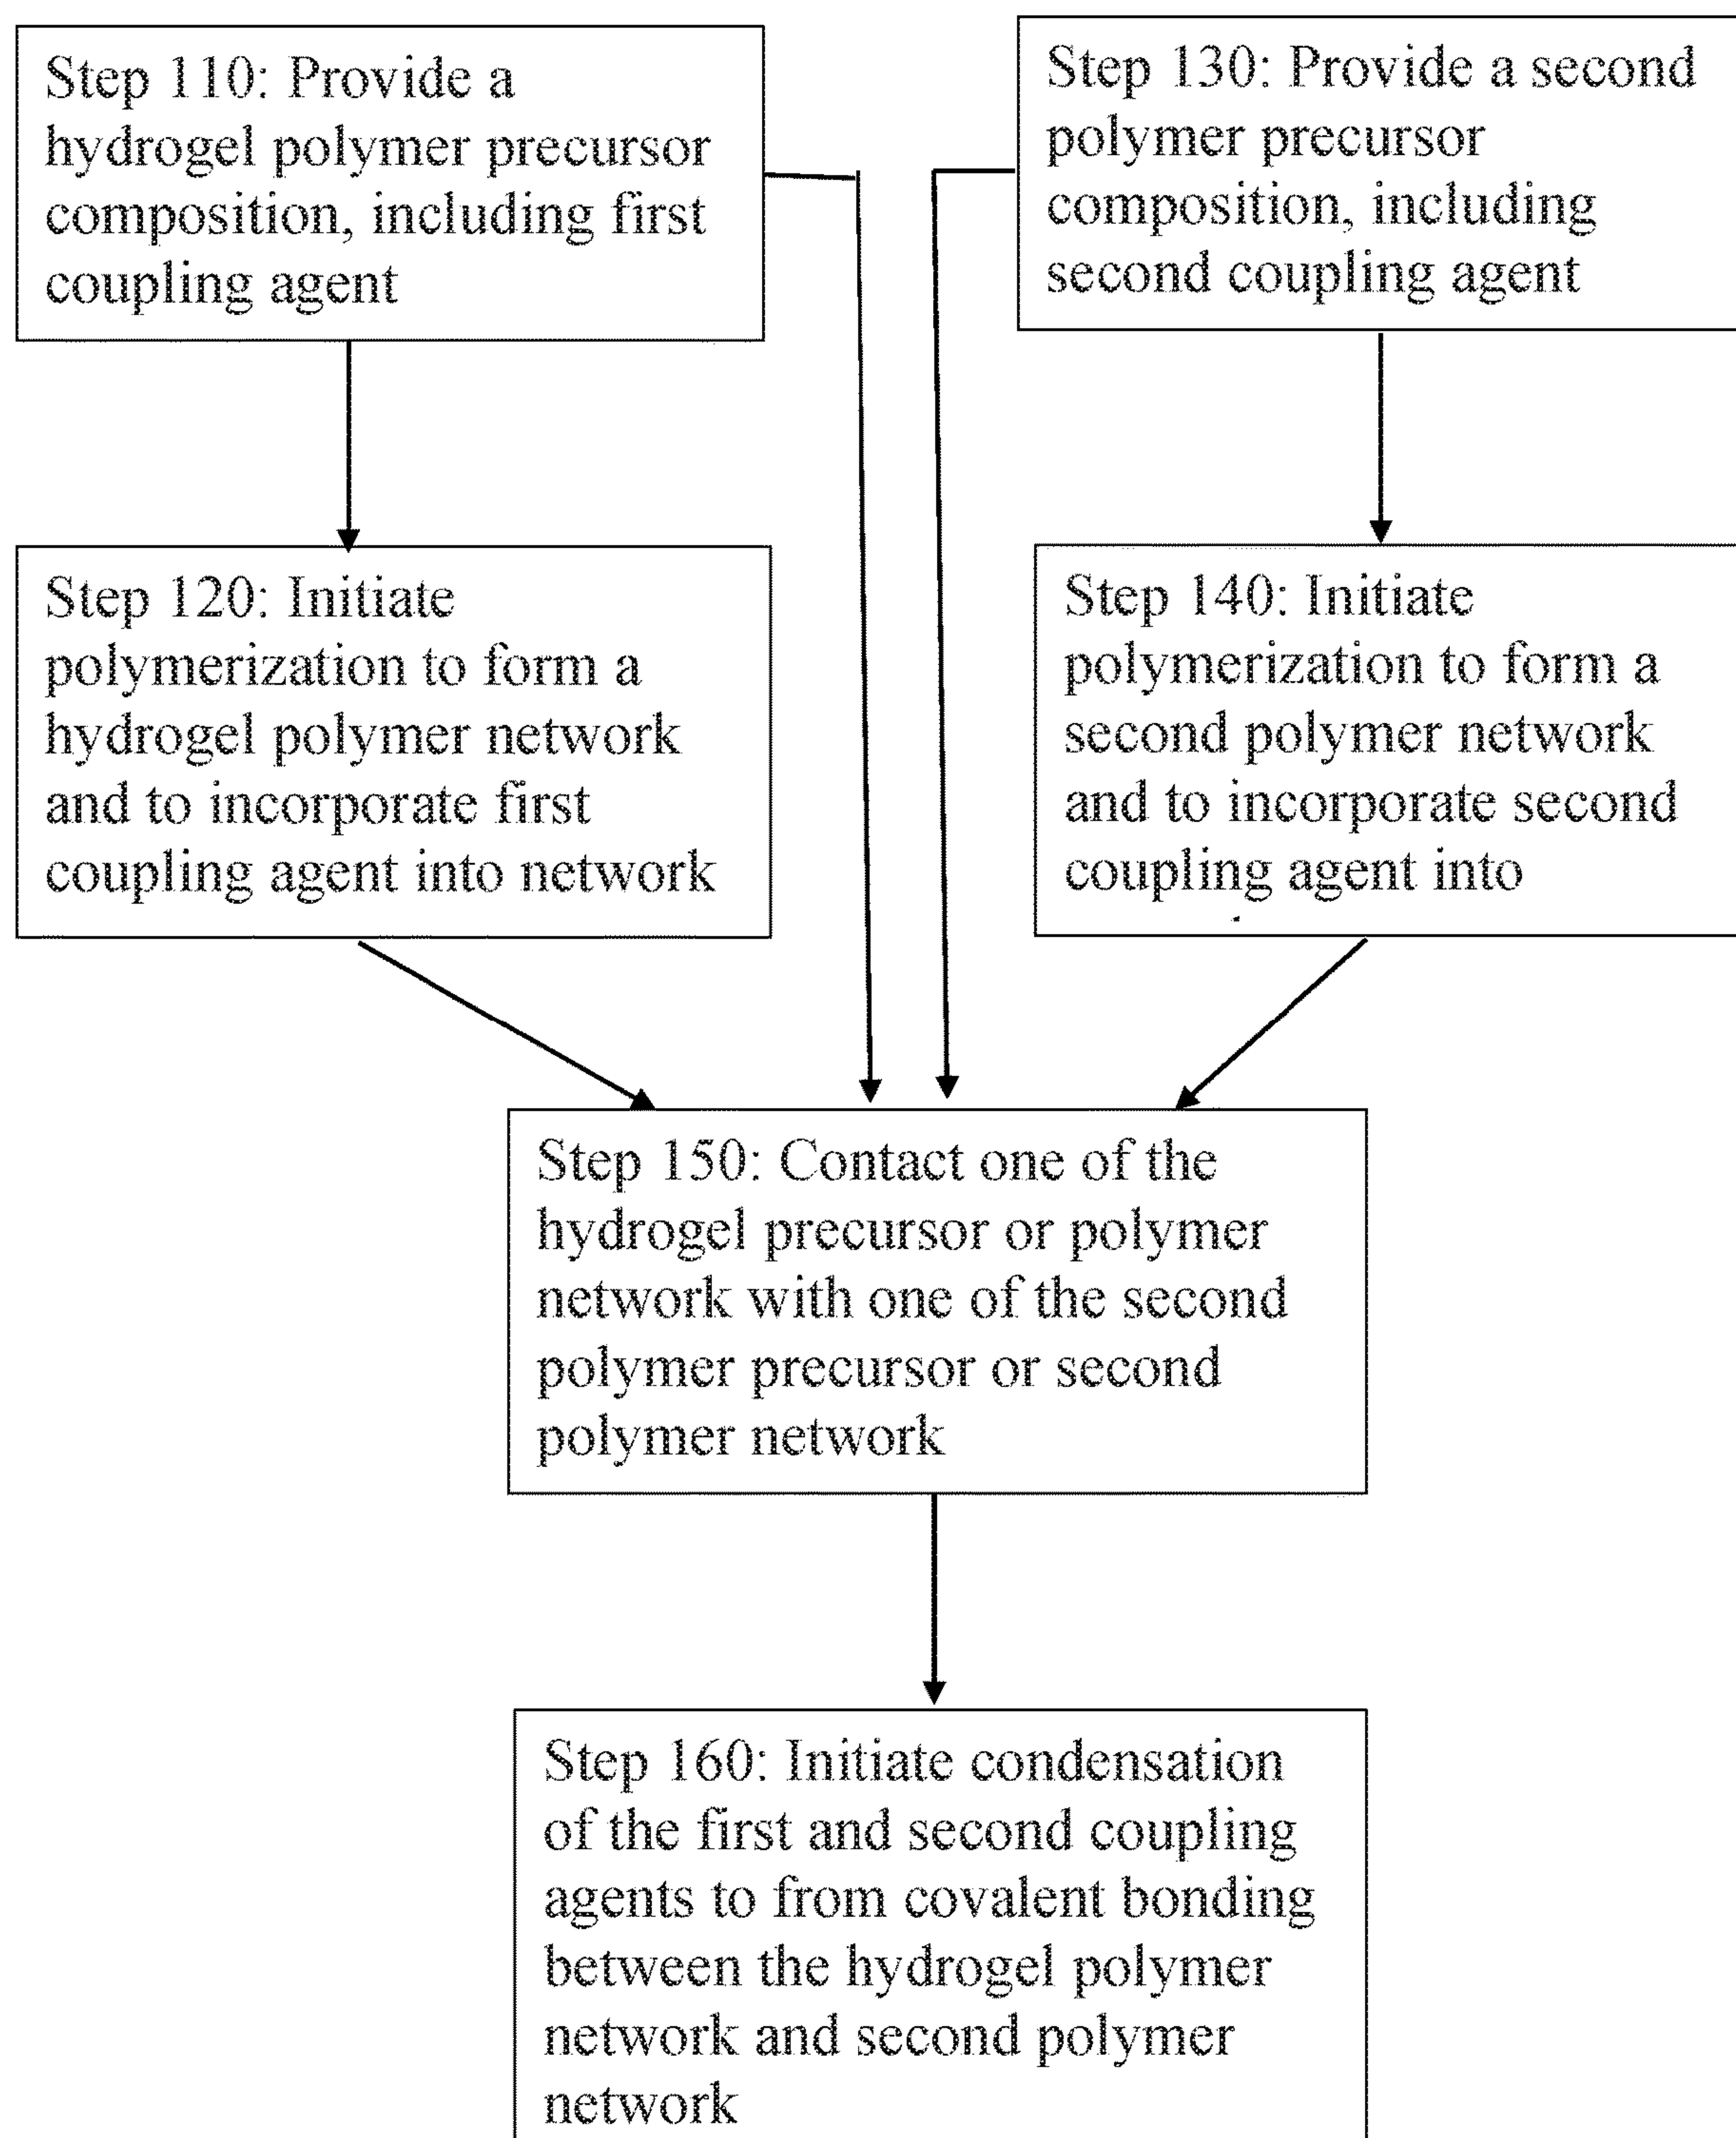 Step 110: Provide a
hydrogel polymer precursor
composition, including first
coupling agent
Step 130: Provide a second
polymer precursor
composition, including
second coupling agent
Step 120: Initiate
polymerization to form a
hydrogel polymer network
and to incorporate first
coupling agent into network
Step 140: Initiate
polymerization to form a
second polymer network
and to incorporate second
coupling agent into
Step 150: Contact one of the
hydrogel precursor or polymer
network with one of the second
polymer precursor or second
polymer network
Step 160: Initiate condensation
of the first and second coupling
agents to from covalent bonding
between the hydrogel polymer
network and second polymer
network